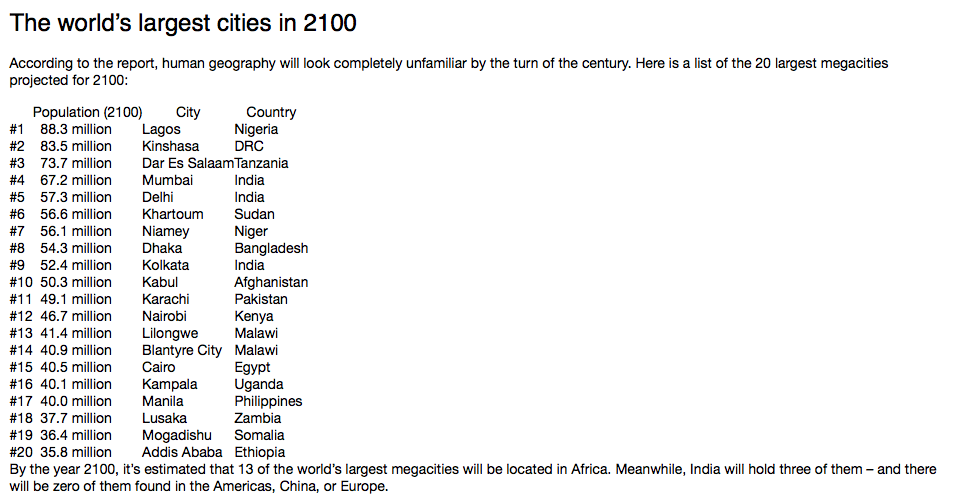 The world's largest cities in 2100
According to the report, human geography will look completely unfamiliar by the turn of the century. Here is a list of the 20 largest megacities
projected for 2100:
Population (2100) City Country
#1 88.3 million Lagos Nigeria
#2 83.5 million Kinshasa DRC
#3 73.7 million Dar Es SalaamTanzania
#4 67.2 million Mumbai India
#5 57.3 million Delhi India
#6 56.6 million Khartoum Sudan
#7 56.1 million Niamey Niger
#8 54.3 million Dhaka Bangladesh
#9 52.4 million Kolkata India
#10 50.3 million Kabul Afghanistan
#11 49.1 million Karachi Pakistan
#12 46.7 million Nairobi Kenya
#13 41.4 million Lilongwe Malawi
#14 40.9 million Blantyre City Malawi
#15 40.5 million Cairo Egypt
#16 40.1 million Kampala Uganda
#17 40.0 million Manila Philippines
#18 37.7 million Lusaka Zambia
#19 36.4 million Mogadishu Somalia
#20 35.8 million Addis Ababa Ethiopia
By the year 2100, it's estimated that 13 of the world's largest megacities will be located in Africa. Meanwhile, India will hold three of them – and there
will be zero of them found in the Americas, China, or Europe.